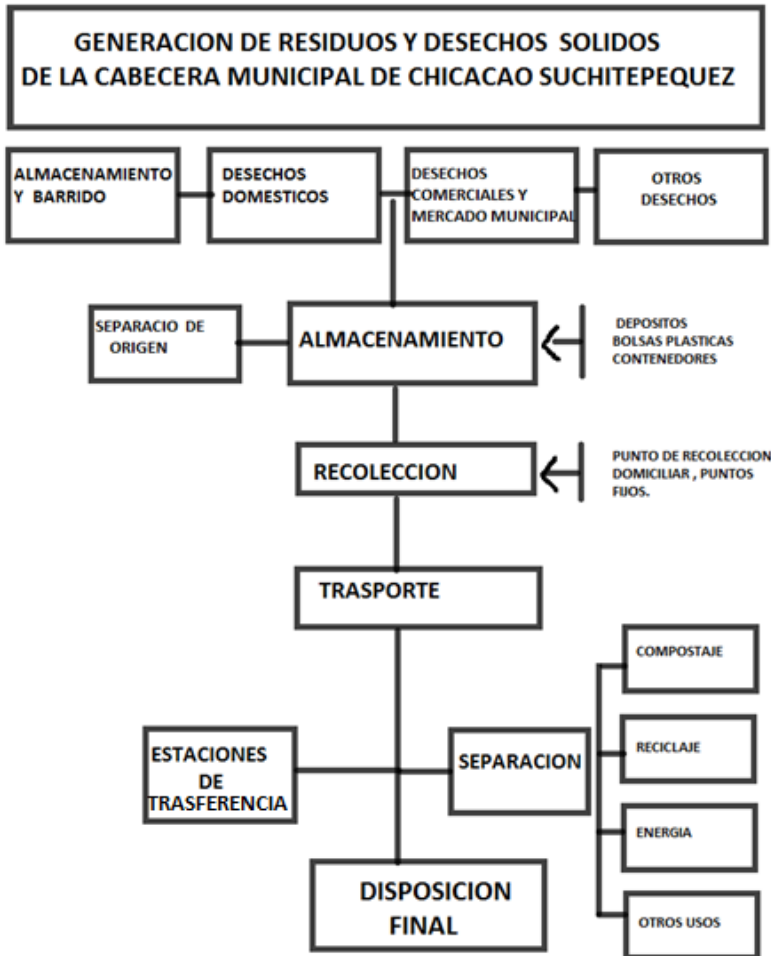 GENERACION DE RESIDUOS Y DESECHOS SOLIDOS
DE LA CABECERA MUNICIPAL DE CHICACAO SUCHITEPEQUEZ
ALMACENAMIENTO
Y BARRIDO
DESECHOS
DOMESTICOS
DESECHOS
COMERCIALES Y
MERCADO MUNICIPAL
OTROS
DESECHOS
SEPARACIO DE
ORIGEN
ALMACENAMIENTO
DEPOSITOS
BOLSAS PLASTICAS
CONTENEDORES
RECOLECCION
PUNTO DE RECOLECCION
DOMICILIAR , PUNTOS
FIJOS.
TRASPORTE
ESTACIONES
DE
TRASFERENCIA
SEPARACION
COMPOSTAJE
RECICLAJE
ENERGIA
OTROS USOS
DISPOSICION
FINAL